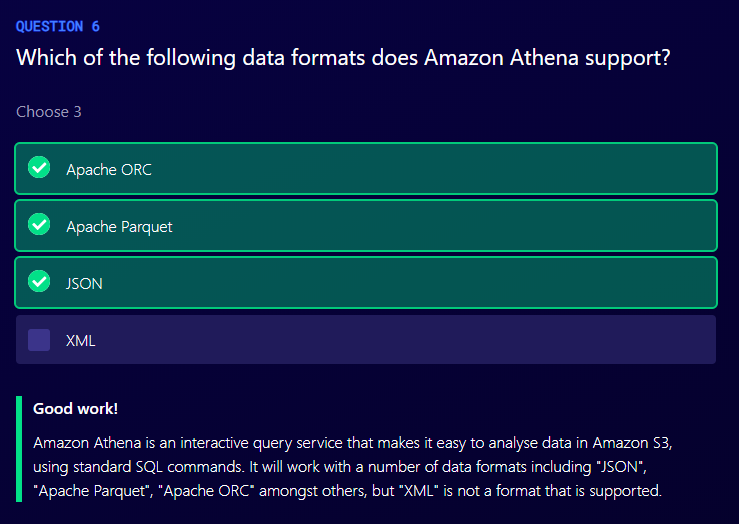 QUESTION 6
Which of the following data formats does Amazon Athena support?
Choose 3
Apache ORC
Apache Parquet
JSON
XML
Good work!
Amazon Athena is an interactive query service that makes it easy to analyse data in Amazon S3,
using standard SQL commands. It will work with a number of data formats including "JSON",
"Apache Parquet", "Apache ORC" amongst others, but "XML" is not a format that is supported.